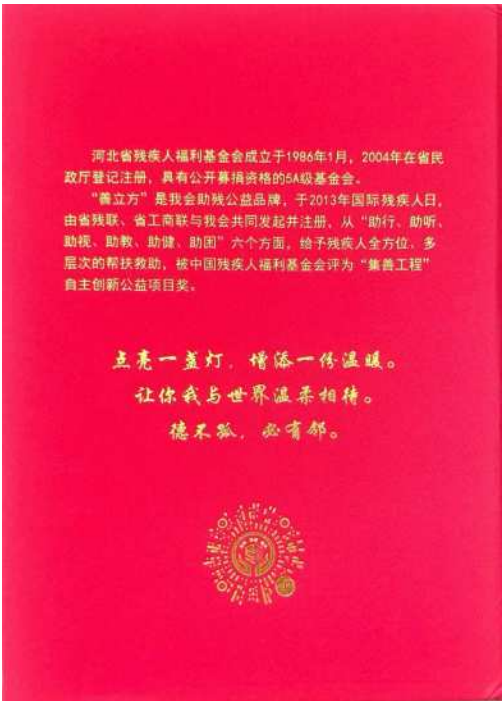 河北省残疾人福利基金会成立于1986年1月，2004年在省民
政厅登记注册，具有公开募捐资格的5A级基金会。
“善立方”是我会助残公益品牌，于2013年国际残疾人日，
由省残联、省工商联与我会共同发起并注册，从“助行、助听、
助视、助教、助健、助困”六个方面，给予残疾人全方位、多
层次的帮扶救助，被中国残疾人福利基金会评为“集善工程”
自主创新公益项目奖。
点亮一盏灯，增添一份温暖。
让你我与世界温柔相待。
德不孤，必有邻。